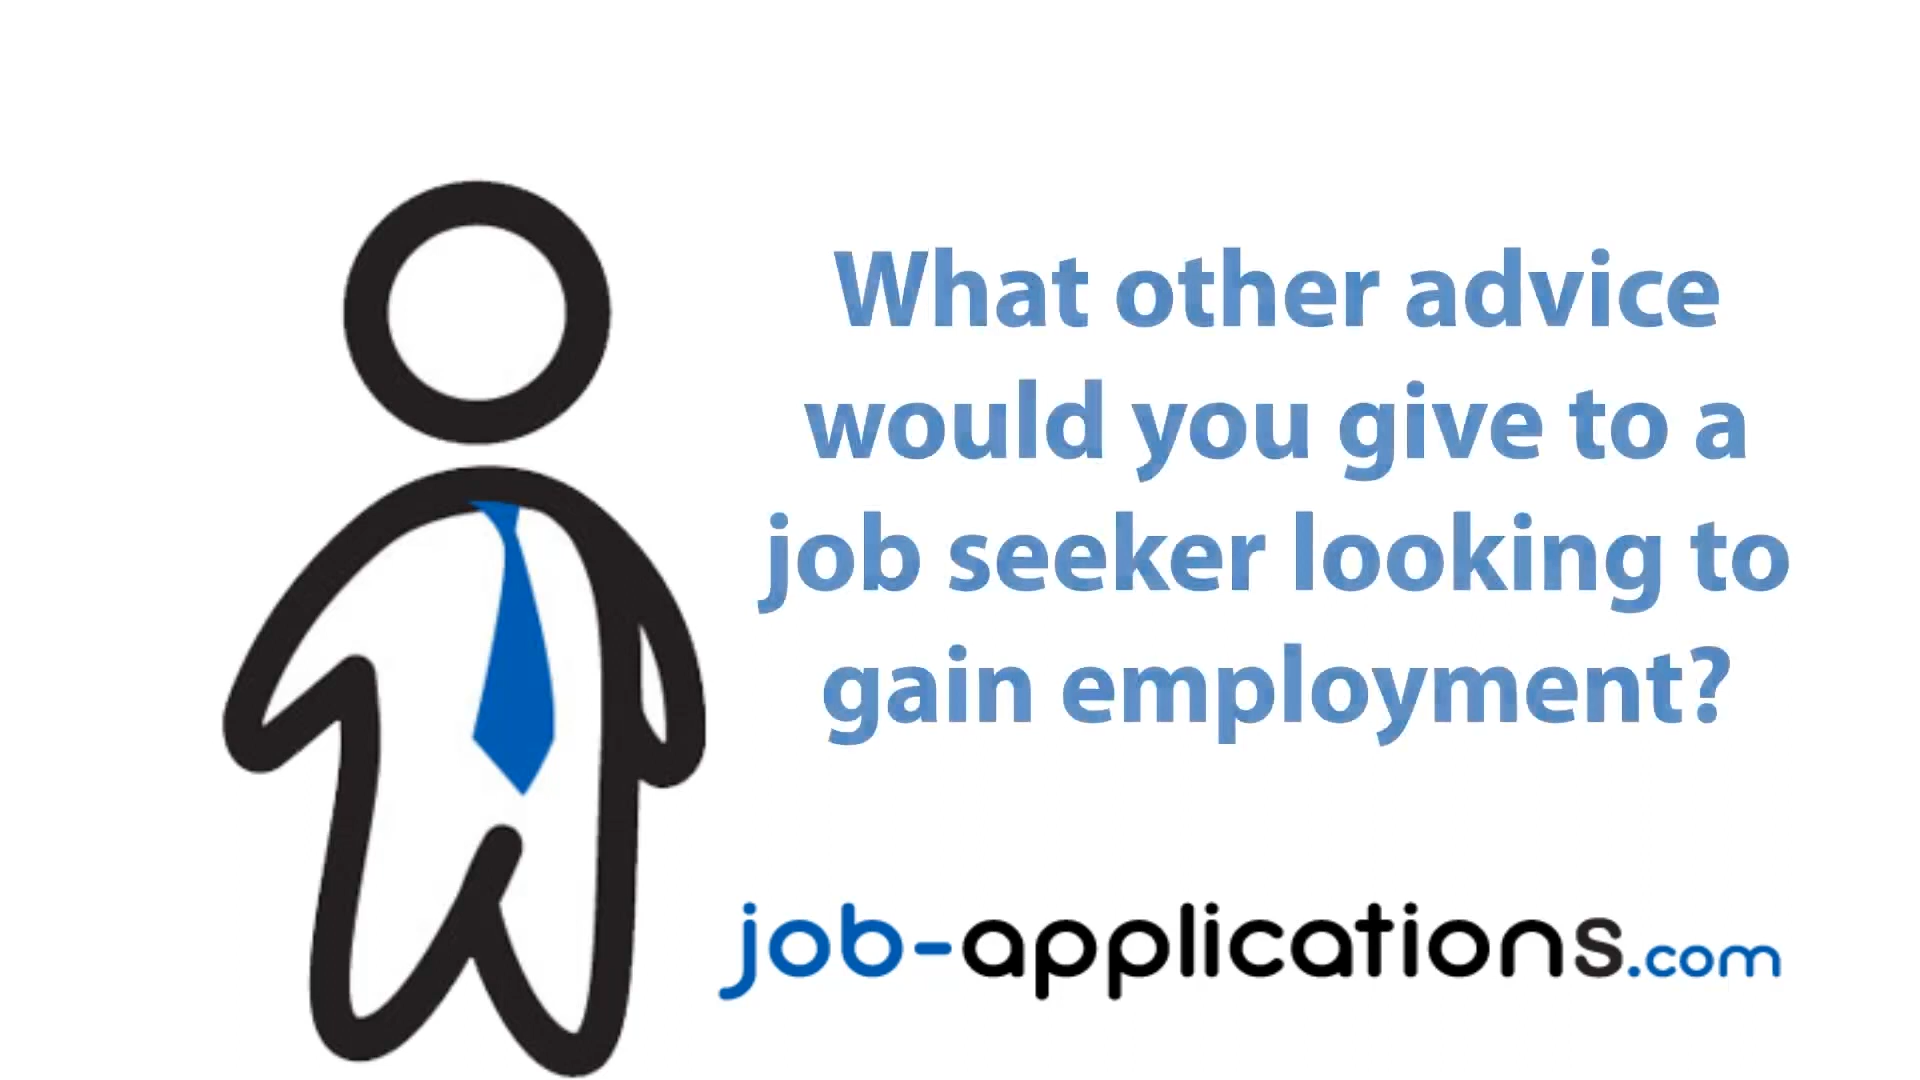 What other advice
would you give to a
job seeker looking to
gain employment?
job-applications.com